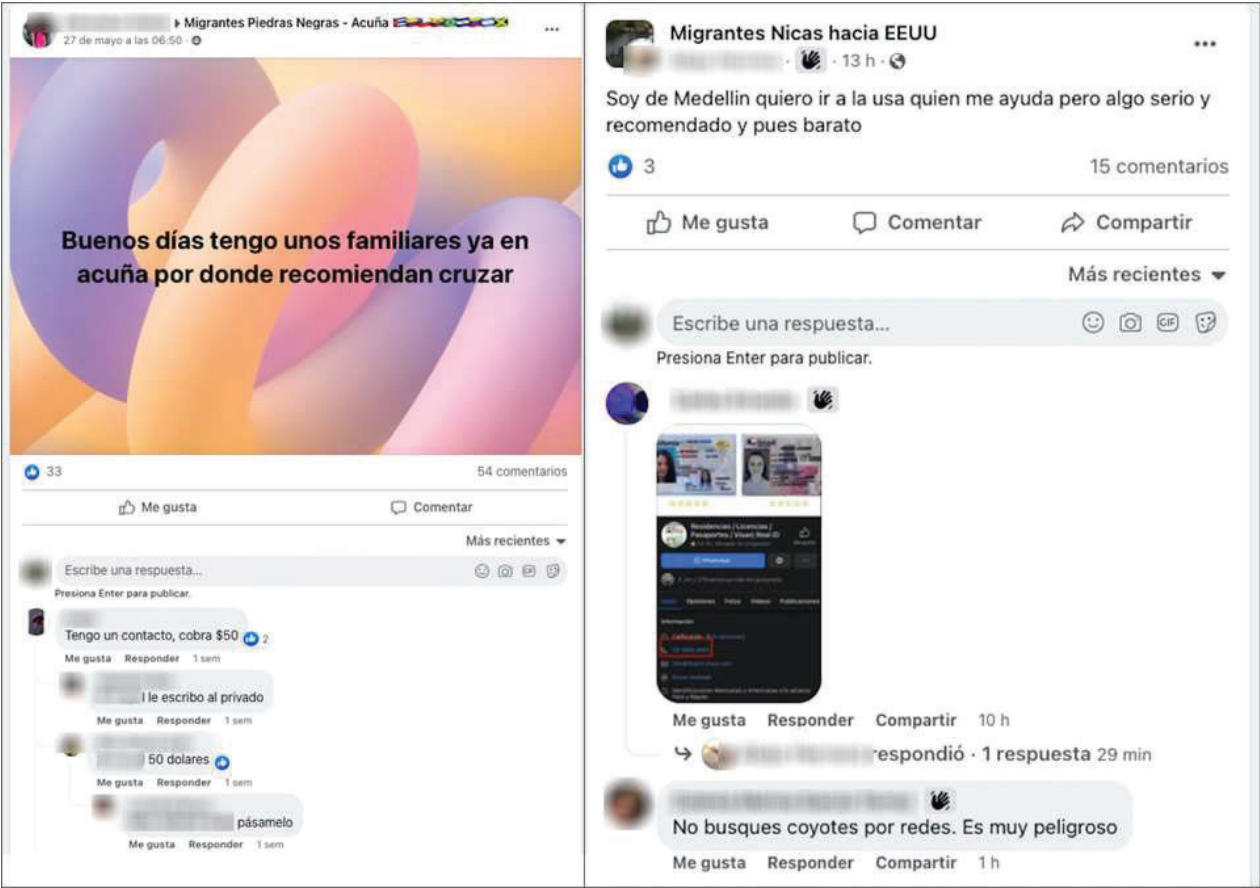 Migrantes Piedras Negras - Acuña
27 de mayo a las 06:50
Buenos días tengo unos familiares ya en
acuña por donde recomiendan cruzar
33
54 comentarios
Me gusta
Comentar
Más recientes
Escribe una respuesta...
GIF
Presiona Enter para publicar.
Tengo un contacto, cobra $50
2
Me gusta Responder 1 sem
le escribo al privado
Me gusta Responder 1 sem
50 dolares
Me gusta Responder 1 sem
pásamelo
Me gusta Responder 1 sem
Migrantes Nicas hacia EEUU
13 h
Soy de Medellin quiero ir a la usa quien me ayuda pero algo serio y
recomendado y pues barato
3
15 comentarios
Me gusta
Comentar
Compartir
Más recientes
Escribe una respuesta...
GIF
Presiona Enter para publicar.
Residencias / Licencias /
Pasaportes / Visas| Real ID
Me gusta Responder Compartir 10 h
respondió · 1 respuesta 29 min
No busques coyotes por redes. Es muy peligroso
Me gusta Responder Compartir 1 h